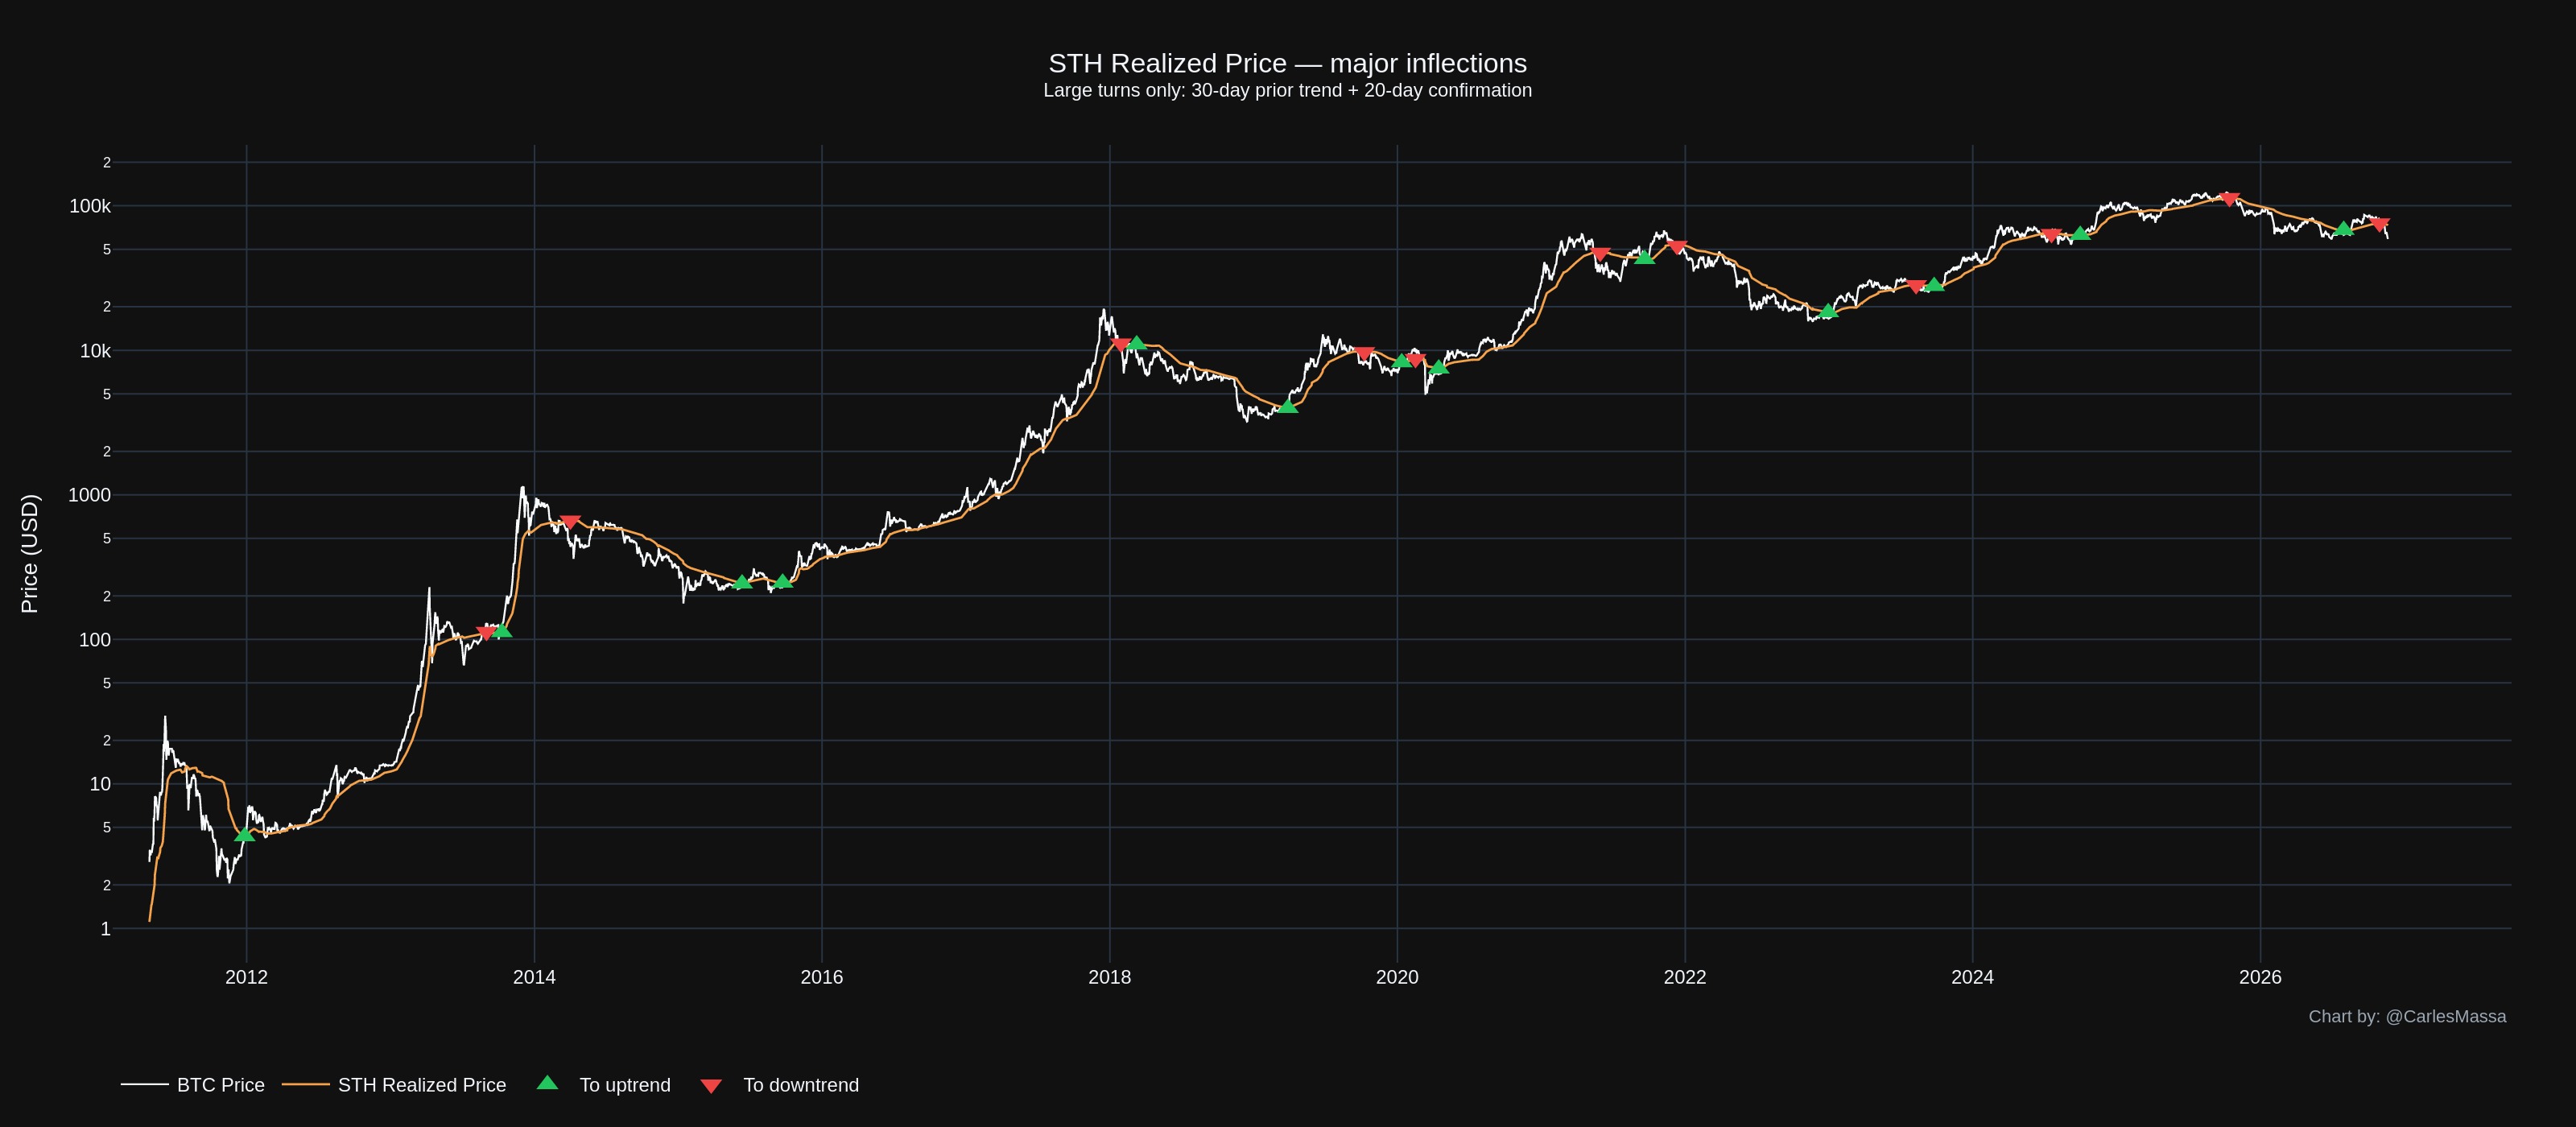 STH Realized Price — major inflections
Large turns only: 30-day prior trend + 20-day confirmation
Price (USD)
2
100k
5
2
10k
5
2
1000
5
2
100
5
2
10
5
2
1
2012 2014 2016 2018 2020 2022 2024 2026
Chart by: @CarlesMassa
BTC Price STH Realized Price To uptrend To downtrend